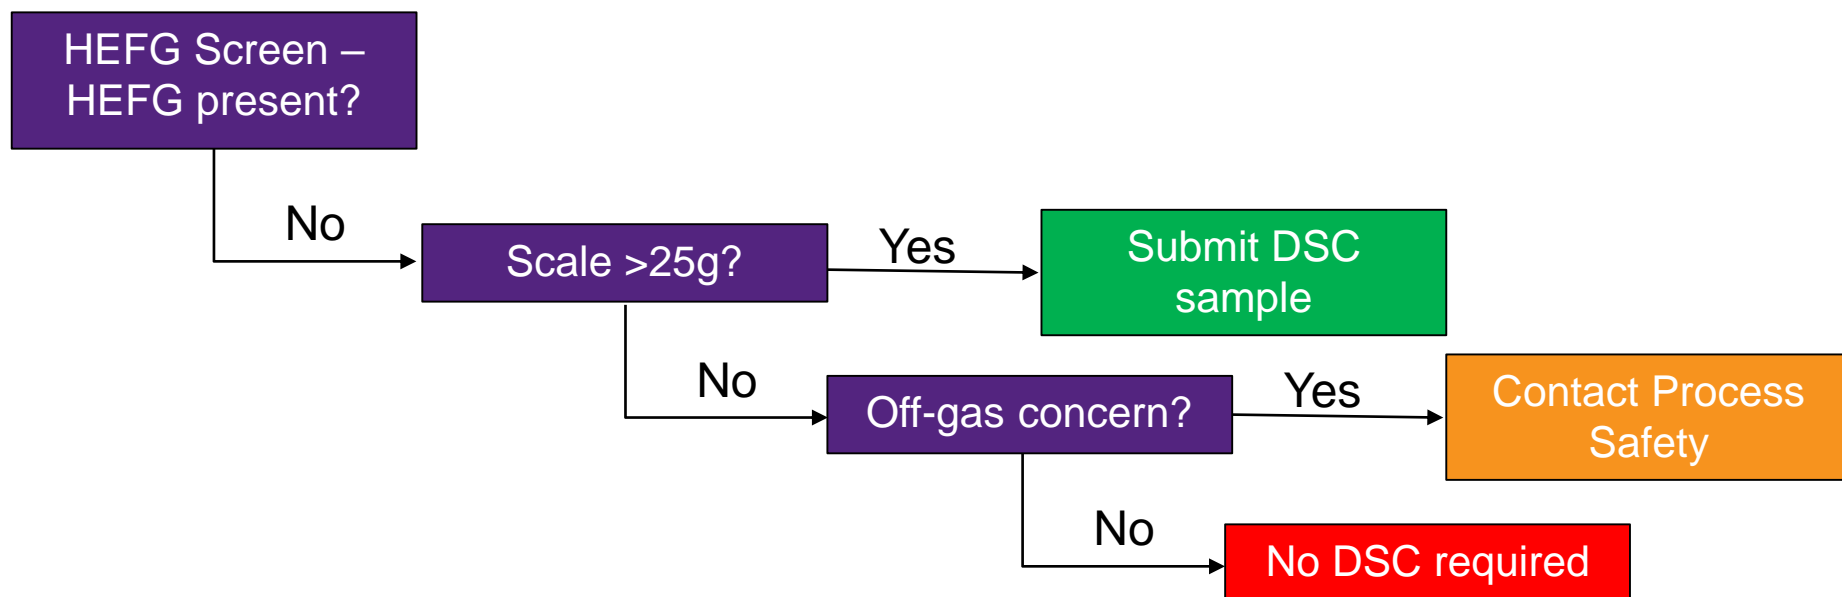 HEFG Screen –
HEFG present?
No
Scale >25g?
Yes
Submit DSC
sample
No
Off-gas concern?
Yes
Contact Process
Safety
No
No DSC required